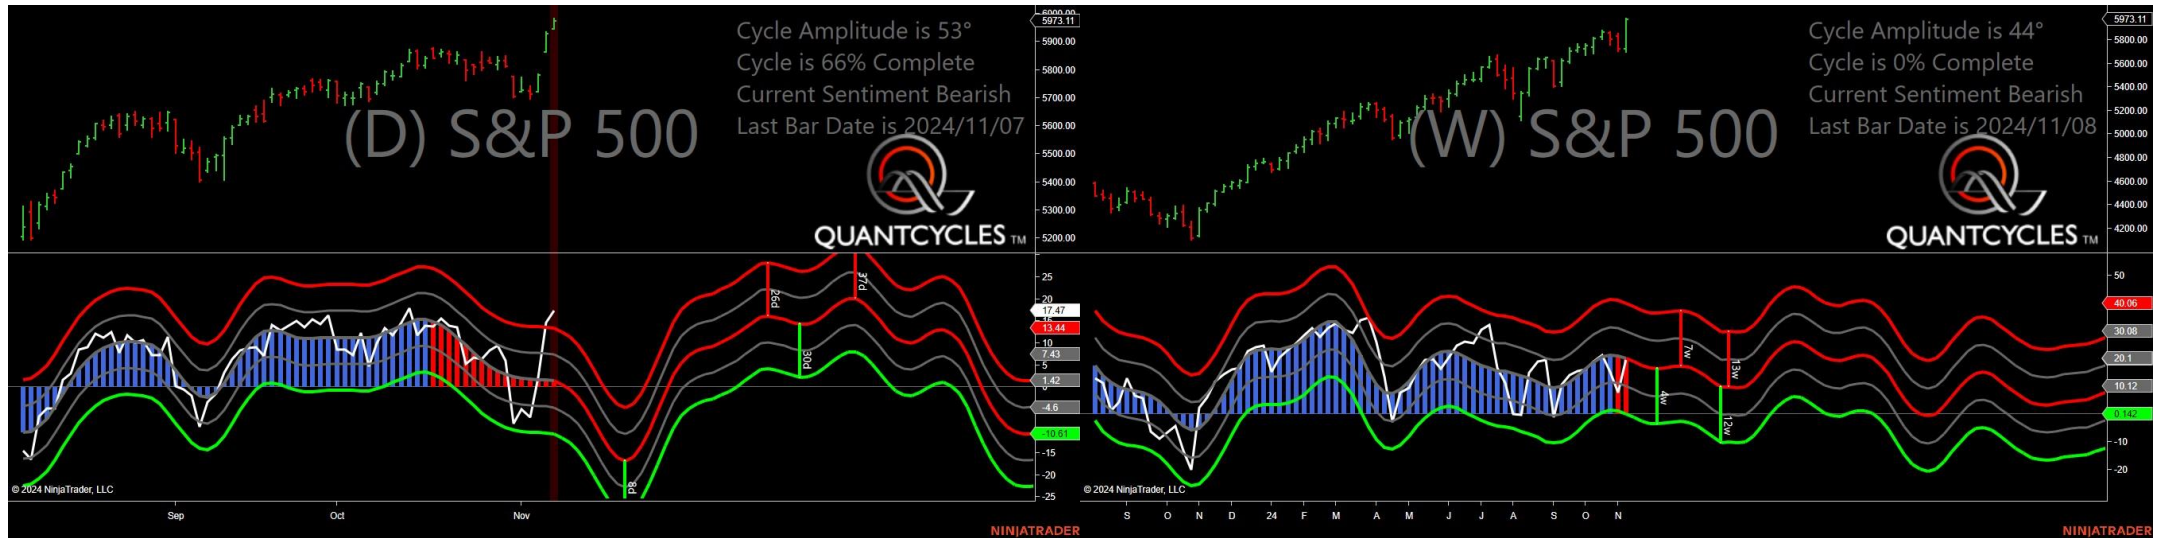 Cycle Amplitude is 53°
Cycle is 66% Complete
Current Sentiment Bearish
Last Bar Date is 2024/11/07
(D) S&P 500
QUANTCYCLES TM
6000.00
5973.11
5900.00
5800.00
5700.00
5600.00
5500.00
5400.00
5300.00
5200.00
26d
37d
30d
8d
25
20
17.47
15
13.44
10
7.43
5
1.42
-4.6
-10.61
-15
-20
-25
© 2024 NinjaTrader, LLC
Sep Oct Nov
NINJATRADER
Cycle Amplitude is 44°
Cycle is 0% Complete
Current Sentiment Bearish
Last Bar Date is 2024/11/08
(W) S&P 500
QUANTCYCLES TM
5973.11
5800.00
5600.00
5400.00
5200.00
5000.00
4800.00
4600.00
4400.00
4200.00
7w
13w
4w
12w
50
40.06
30.08
20.1
10.12
0.142
-10
-20
© 2024 NinjaTrader, LLC
S O N D 24 F M A M J J A S O N
NINJATRADER